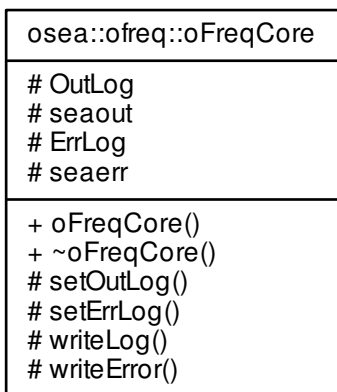 osea::ofreq::oFreqCore
# OutLog
# seaout
# ErrLog
# seaerr
+ oFreqCore()
+ ~oFreqCore()
# setOutLog()
# setErrLog()
# writeLog()
# writeError()